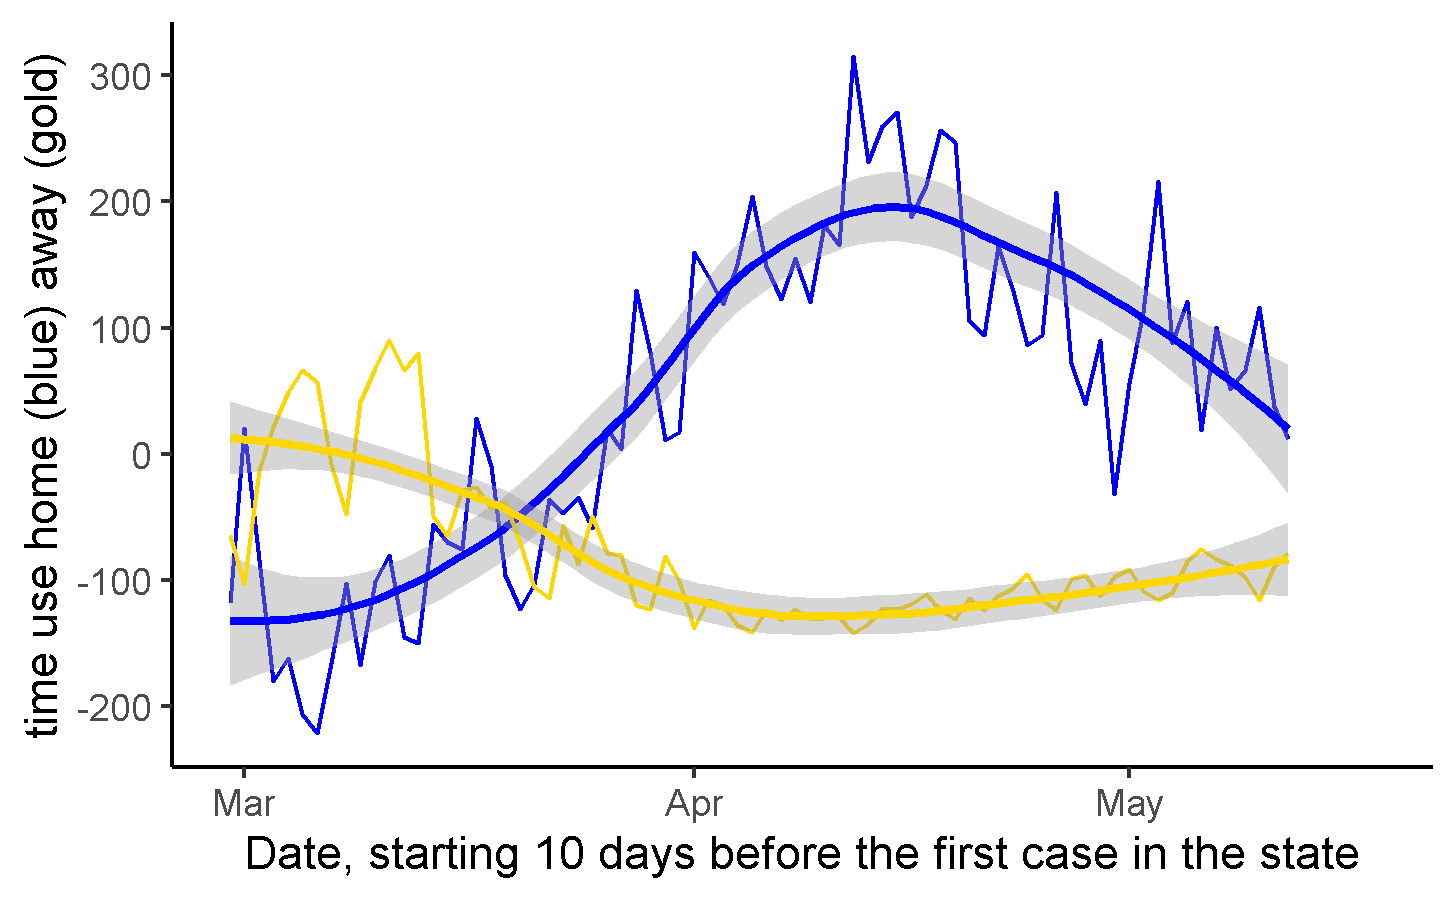 time use home (blue) away (gold)
300
200
100
0
-100
-200
Mar
Apr
May
Date, starting 10 days before the first case in the state